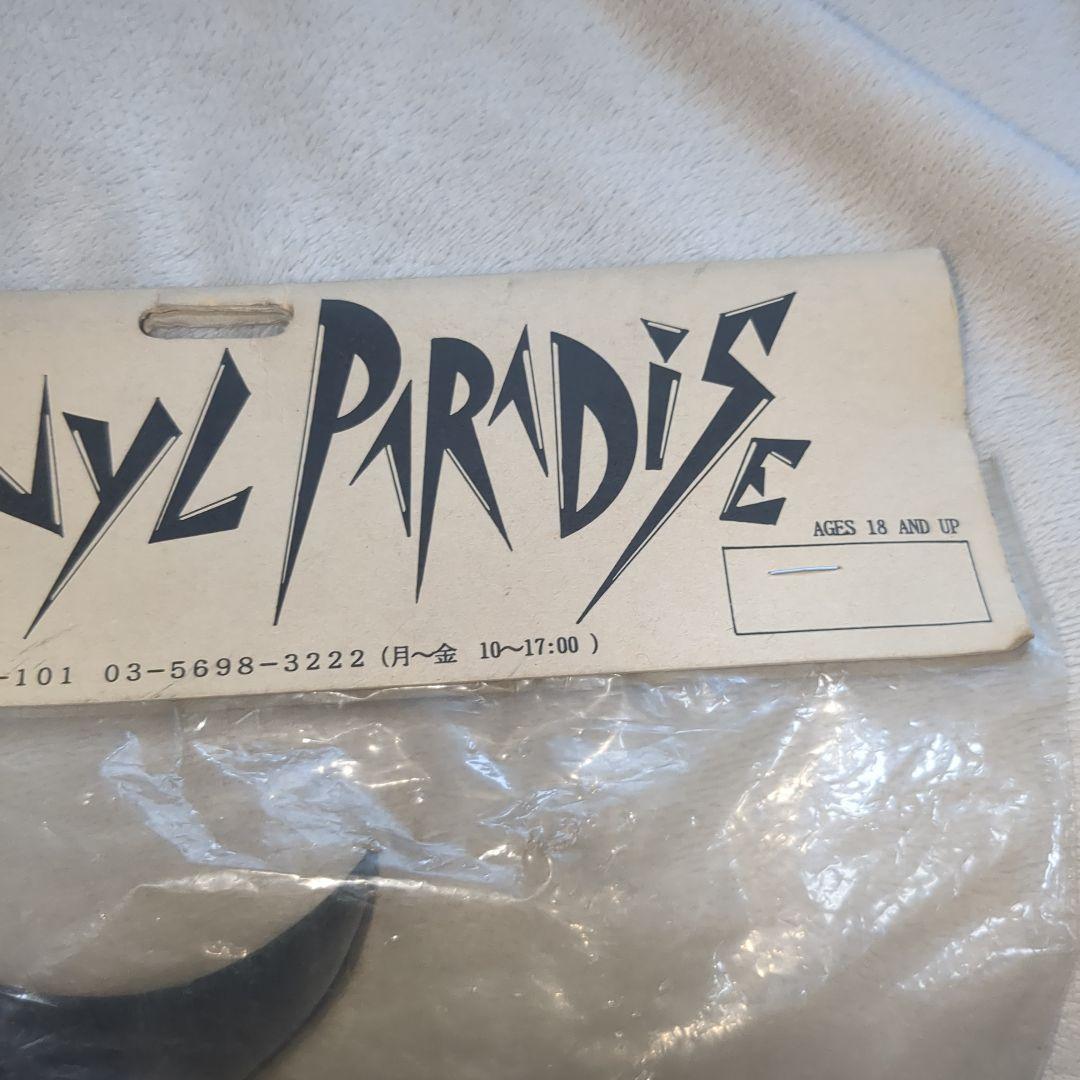 NYL PARADiSE
AGES 18 AND UP
-101 03-5698-3222 (月~金 10~17:00 )